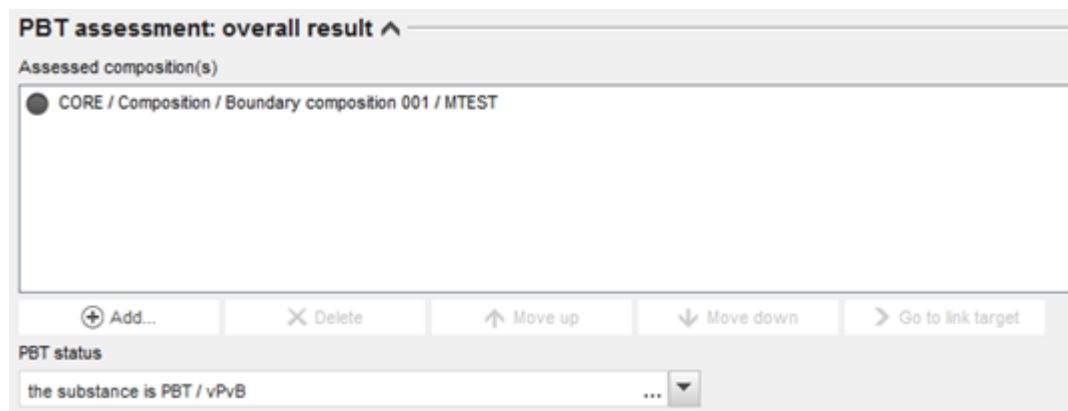 PBT assessment: overall result
Assessed composition(s)
CORE / Composition / Boundary composition 001 / MTEST
Add... Delete Move up Move down Go to link target
PBT status
the substance is PBT / vPvB ...